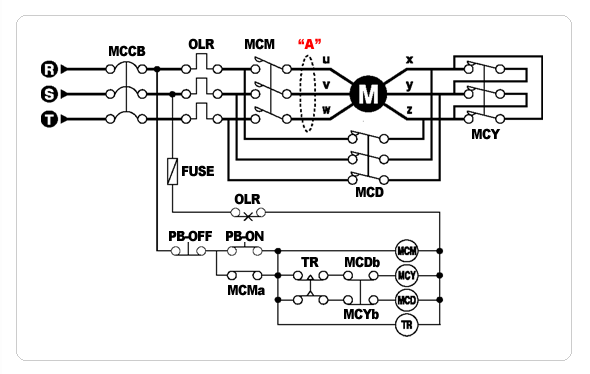 MCCB OLR MCM “A”
R
S
T
u
v
w
M
x
y
z
MCY
MCD
FUSE
OLR
PB-OFF PB-ON
MCM
MCMa
TR MCDb
MCY
MCD
MCYb
TR